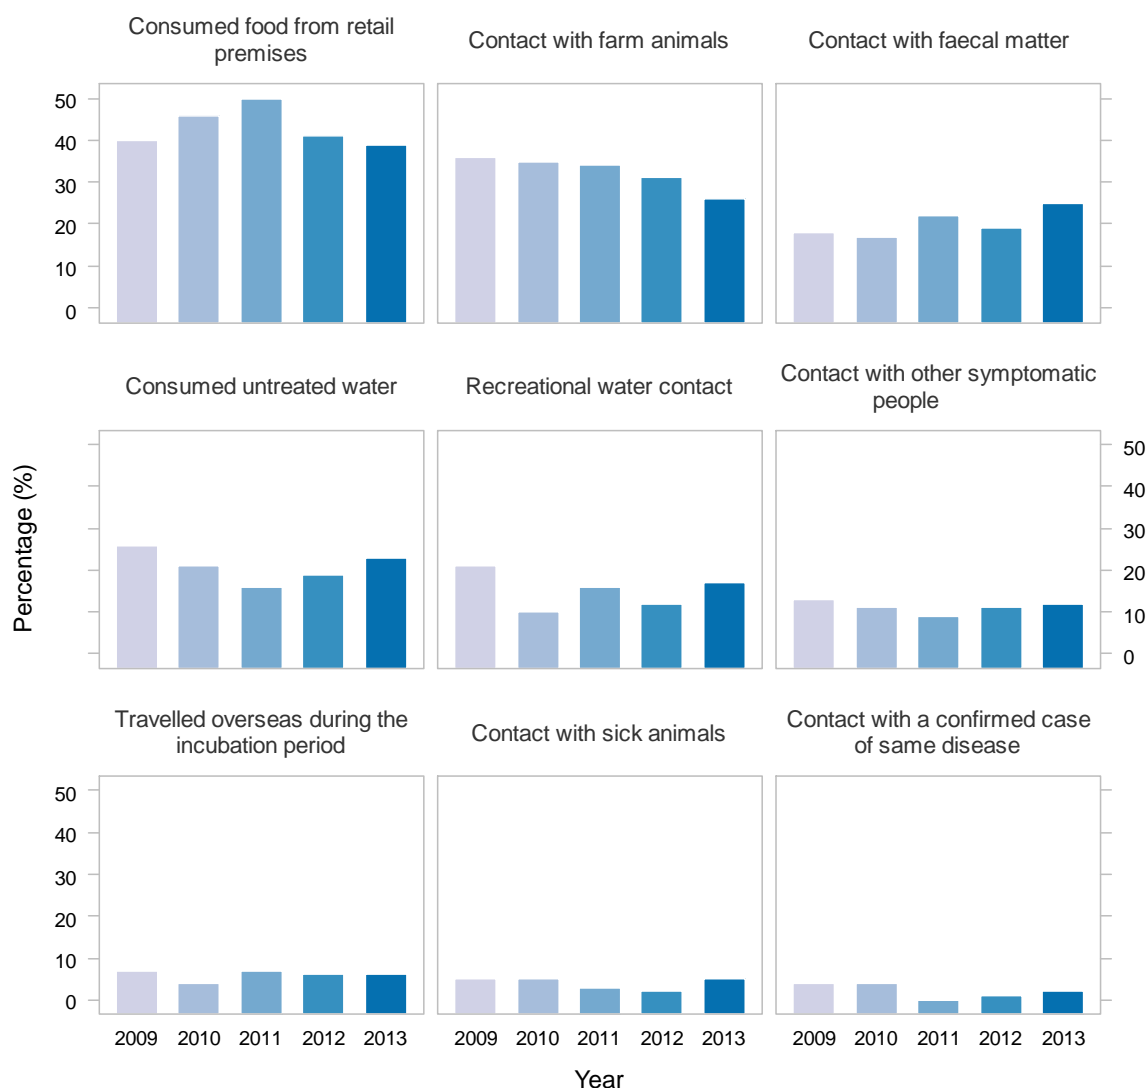 Consumed food from retail
premises
Contact with farm animals
Contact with faecal matter
50
40
30
20
10
0
Consumed untreated water
Recreational water contact
Contact with other symptomatic
people
Percentage (%)
50
40
30
20
10
0
Travelled overseas during the
incubation period
Contact with sick animals
Contact with a confirmed case
of same disease
50
40
30
20
10
0
2009 2010 2011 2012 2013
2009 2010 2011 2012 2013
2009 2010 2011 2012 2013
Year